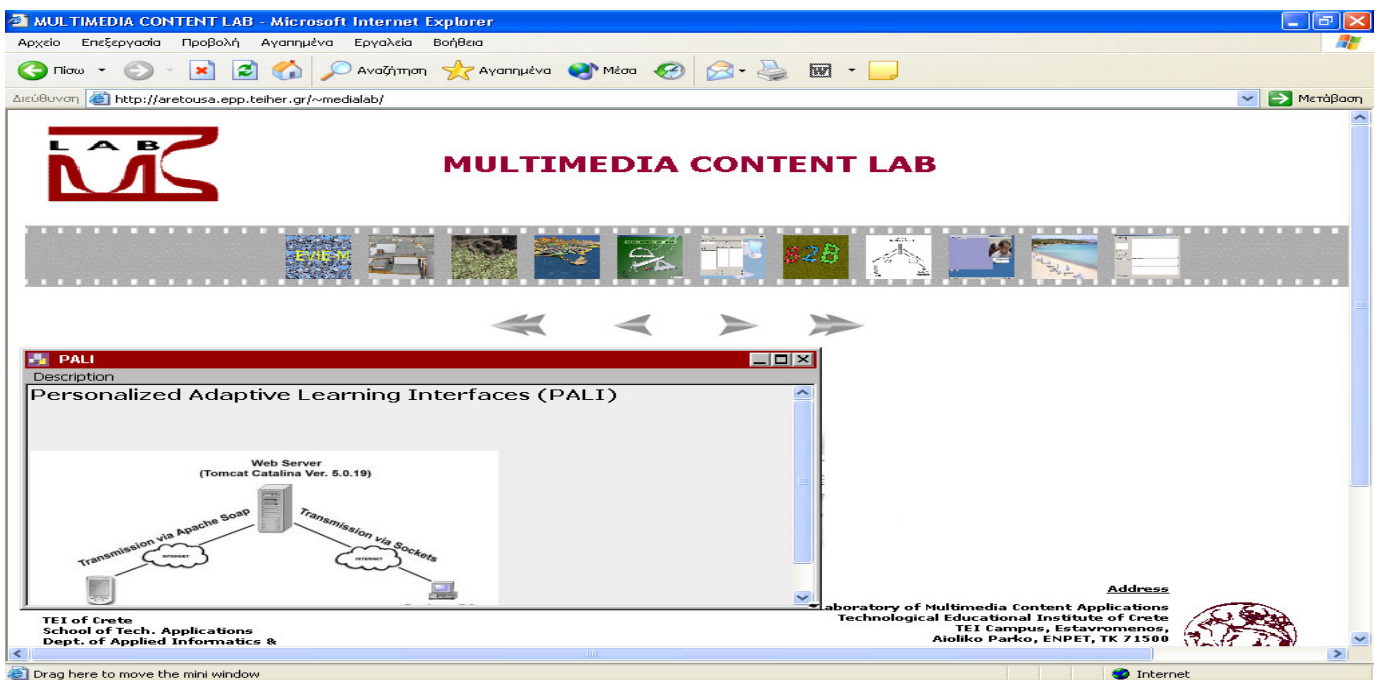 MULTIMEDIA CONTENT LAB - Microsoft Internet Explorer
Αρχείο Επεξεργασία Προβολή Αγαπημένα Εργαλεία Βοήθεια
Πίσω Αναζήτηση Αγαπημένα Μέσα
Διεύθυνση http://aretousa.epp.teiher.gr/~medialab/ Μετάβαση
LAB
MULTIMEDIA CONTENT LAB
EVIE-M B2B
PALI
Description
Personalized Adaptive Learning Interfaces (PALI)
Web Server
(Tomcat Catalina Ver. 5.0.19)
Transmission via Apache Soap
Transmission via Sockets
INTERNET
INTERNET
Address
Laboratory of Multimedia Content Applications
Technological Educational Institute of Crete
TEI Campus, Estavromenos,
Aioliko Parko, ENPET, TK 71500
TEI of Crete
School of Tech. Applications
Dept. of Applied Informatics &
Drag here to move the mini window Internet